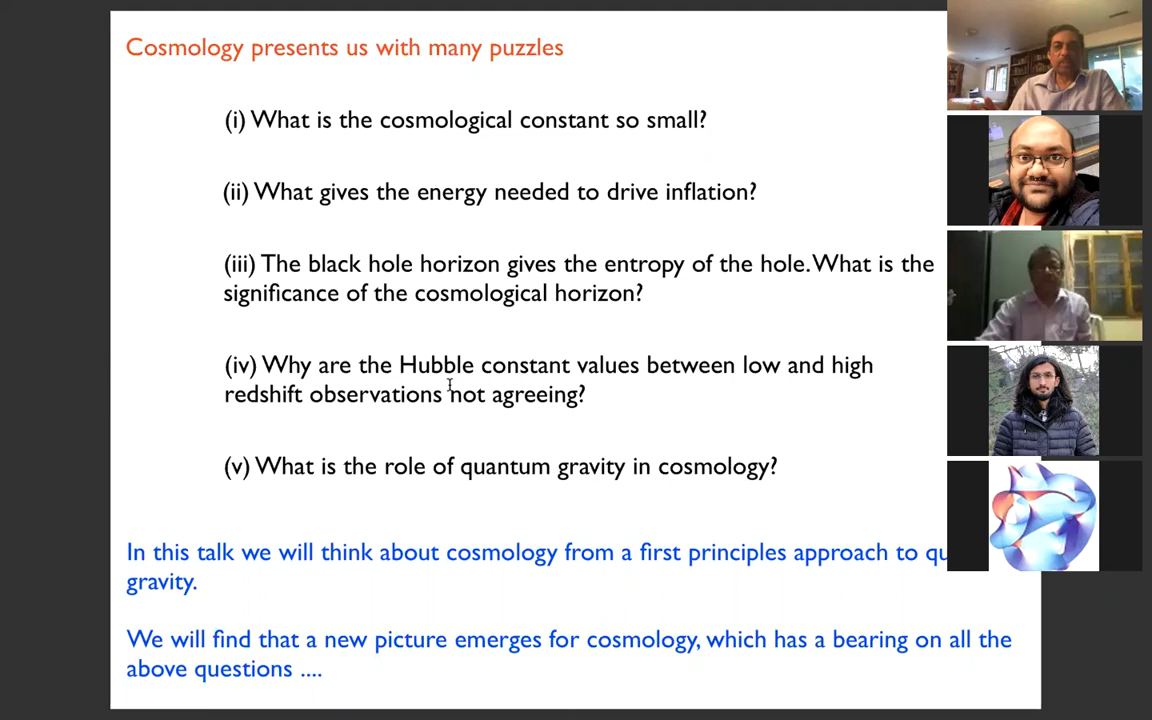 Cosmology presents us with many puzzles
(i) What is the cosmological constant so small?
(ii) What gives the energy needed to drive inflation?
(iii) The black hole horizon gives the entropy of the hole. What is the
significance of the cosmological horizon?
(iv) Why are the Hubble constant values between low and high
redshift observations not agreeing?
(v) What is the role of quantum gravity in cosmology?
In this talk we will think about cosmology from a first principles approach to
gravity.
We will find that a new picture emerges for cosmology, which has a bearing on all the
above questions ....